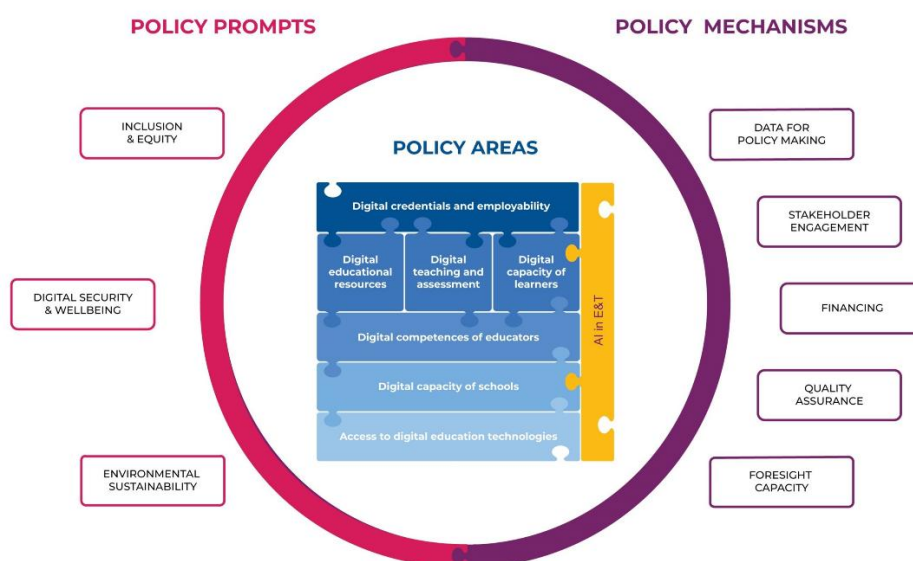 POLICY PROMPTS
POLICY MECHANISMS
INCLUSION
& EQUITY
DIGITAL SECURITY
& WELLBEING
ENVIRONMENTAL
SUSTAINABILITY
POLICY AREAS
Digital credentials and employability
Digital
educational
resources
Digital
teaching and
assessment
Digital
capacity of
learners
Digital competences of educators
Digital capacity of schools
Access to digital education technologies
AI in E&T
DATA FOR
POLICY MAKING
STAKEHOLDER
ENGAGEMENT
FINANCING
QUALITY
ASSURANCE
FORESIGHT
CAPACITY